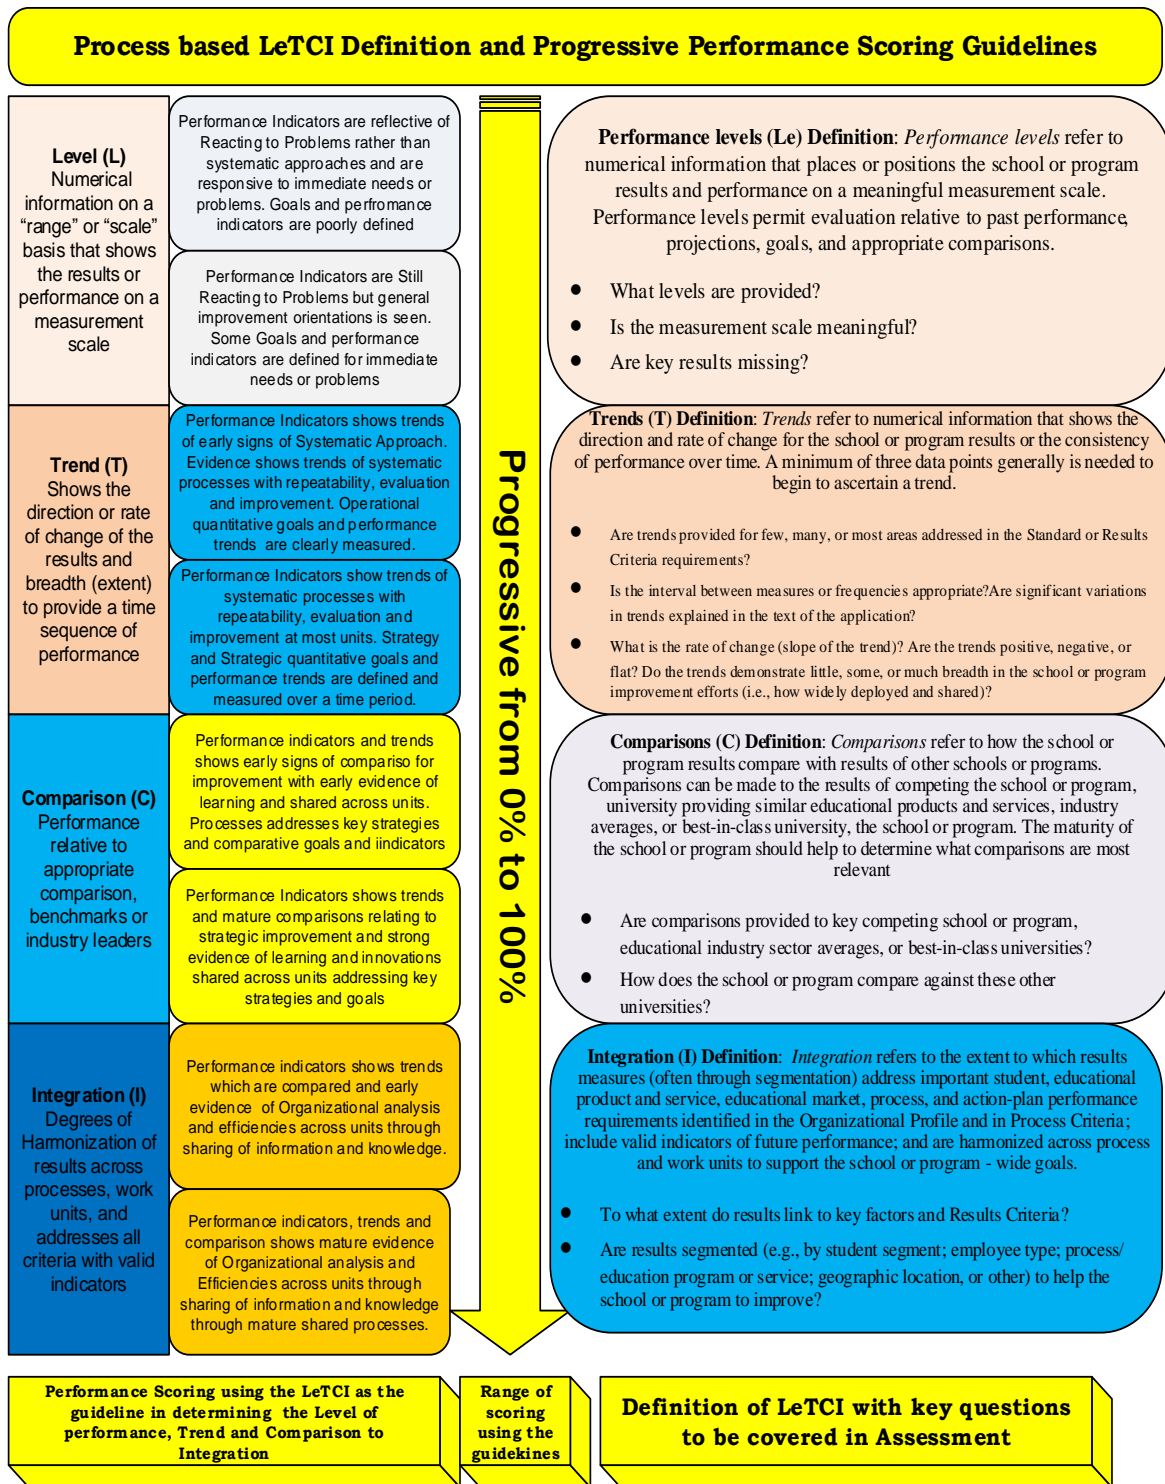 Process based LeTCI Definition and Progressive Performance Scoring Guidelines
Level (L)
Numerical
information on a
“range” or “scale”
basis that shows
the results or
performance on a
measurement
scale
Performance Indicators are reflective of
Reacting to Problems rather than
systematic approaches and are
responsive to immediate needs or
problems. Goals and perfromance
indicators are poorly defined
Performance Indicators are Still
Reacting to Problems but general
improvement orientations is seen.
Some Goals and performance
indicators are defined for immediate
needs or problems
Trend (T)
Shows the
direction or rate
of change of the
results and
breadth (extent)
to provide a time
sequence of
performance
Performance Indicators shows trends
of early signs of Systematic Approach.
Evidence shows trends of systematic
processes with repeatability, evaluation
and improvement. Operational
quantitative goals and performance
trends are clearly measured.
Performance Indicators show trends of
systematic processes with
repeatability, evaluation and
improvement at most units. Strategy
and Strategic quantitative goals and
performance trends are defined and
measured over a time period.
Comparison (C)
Performance
relative to
appropriate
comparison,
benchmarks or
industry leaders
Performance indicators and trends
shows early signs of compariso for
improvement with early evidence of
learning and shared across units.
Processes addresses key strategies
and comparative goals and iindicators
Performance Indicators shows trends
and mature comparisons relating to
strategic improvement and strong
evidence of learning and innovations
shared across units addressing key
strategies and goals
Integration (I)
Degrees of
Harmonization of
results across
processes, work
units, and
addresses all
criteria with valid
indicators
Performance indicators shows trends
which are compared and early
evidence of Organizational analysis
and efficiencies across units through
sharing of information and knowledge.
Performance indicators, trends and
comparison shows mature evidence
of Organizational analysis and
Efficiencies across units through
sharing of information and knowledge
through mature shared processes.
Progressive from 0% to 100%
Performance levels (Le) Definition: Performance levels refer to
numerical information that places or positions the school or program
results and performance on a meaningful measurement scale.
Performance levels permit evaluation relative to past performance,
projections, goals, and appropriate comparisons.
• What levels are provided?
• Is the measurement scale meaningful?
• Are key results missing?
Trends (T) Definition: Trends refer to numerical information that shows the
direction and rate of change for the school or program results or the consistency
of performance over time. A minimum of three data points generally is needed to
begin to ascertain a trend.
• Are trends provided for few, many, or most areas addressed in the Standard or Results
Criteria requirements?
• Is the interval between measures or frequencies appropriate?Are significant variations
in trends explained in the text of the application?
• What is the rate of change (slope of the trend)? Are the trends positive, negative, or
flat? Do the trends demonstrate little, some, or much breadth in the school or program
improvement efforts (i.e., how widely deployed and shared)?
Comparisons (C) Definition: Comparisons refer to how the school or
program results compare with results of other schools or programs.
Comparisons can be made to the results of competing the school or program,
university providing similar educational products and services, industry
averages, or best-in-class university, the school or program. The maturity of
the school or program should help to determine what comparisons are most
relevant
• Are comparisons provided to key competing school or program,
educational industry sector averages, or best-in-class universities?
• How does the school or program compare against these other
universities?
Integration (I) Definition: Integration refers to the extent to which results
measures (often through segmentation) address important student, educational
product and service, educational market, process, and action-plan performance
requirements identified in the Organizational Profile and in Process Criteria;
include valid indicators of future performance; and are harmonized across process
and work units to support the school or program - wide goals.
• To what extent do results link to key factors and Results Criteria?
• Are results segmented (e.g., by student segment; employee type; process/
education program or service; geographic location, or other) to help the
school or program to improve?
Performance Scoring using the LeTCI as the
guideline in determining the Level of
performance, Trend and Comparison to
Integration
Range of
scoring
using the
guidekines
Definition of LeTCI with key questions
to be covered in Assessment